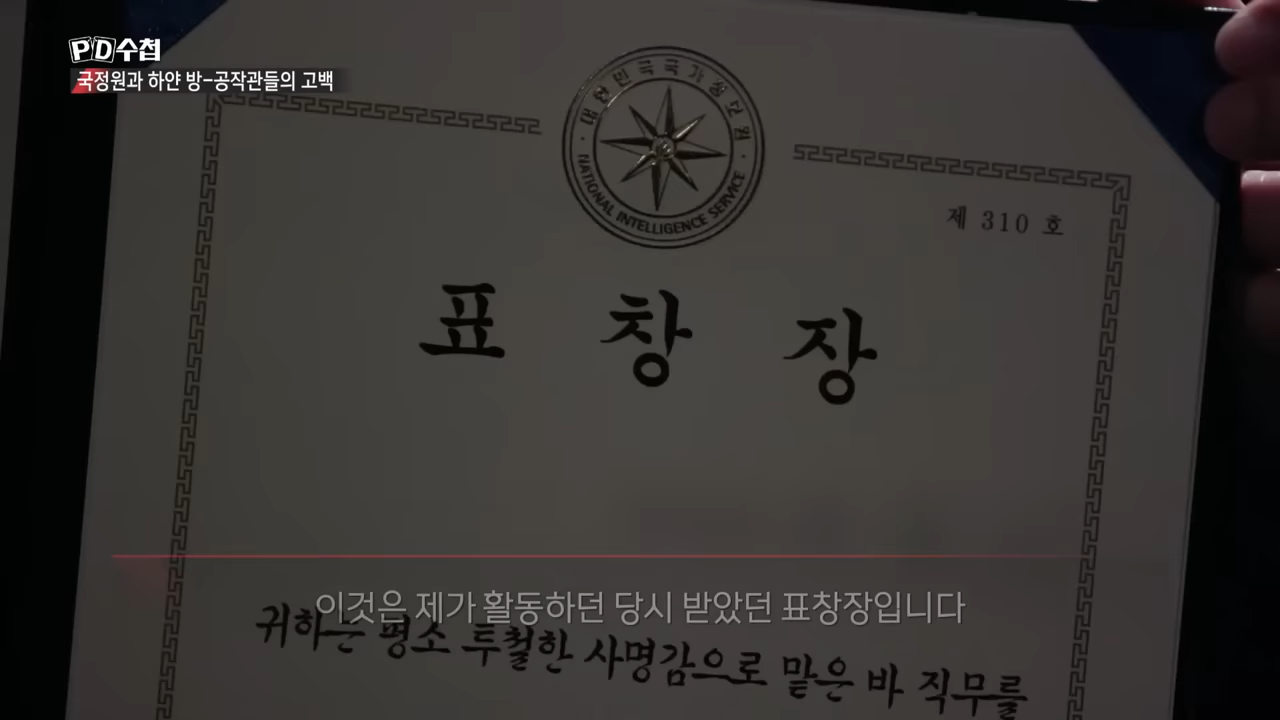 PD수첩
국정원과 하얀 방-공작관들의 고백
대한민국국가정보원
NATIONAL INTELLIGENCE SERVICE
제 310 호
표 창 장
이것은 제가 활동하던 당시 받았던 표창장입니다
귀하는 평소 투철한 사명감으로 맡은 바 직무를